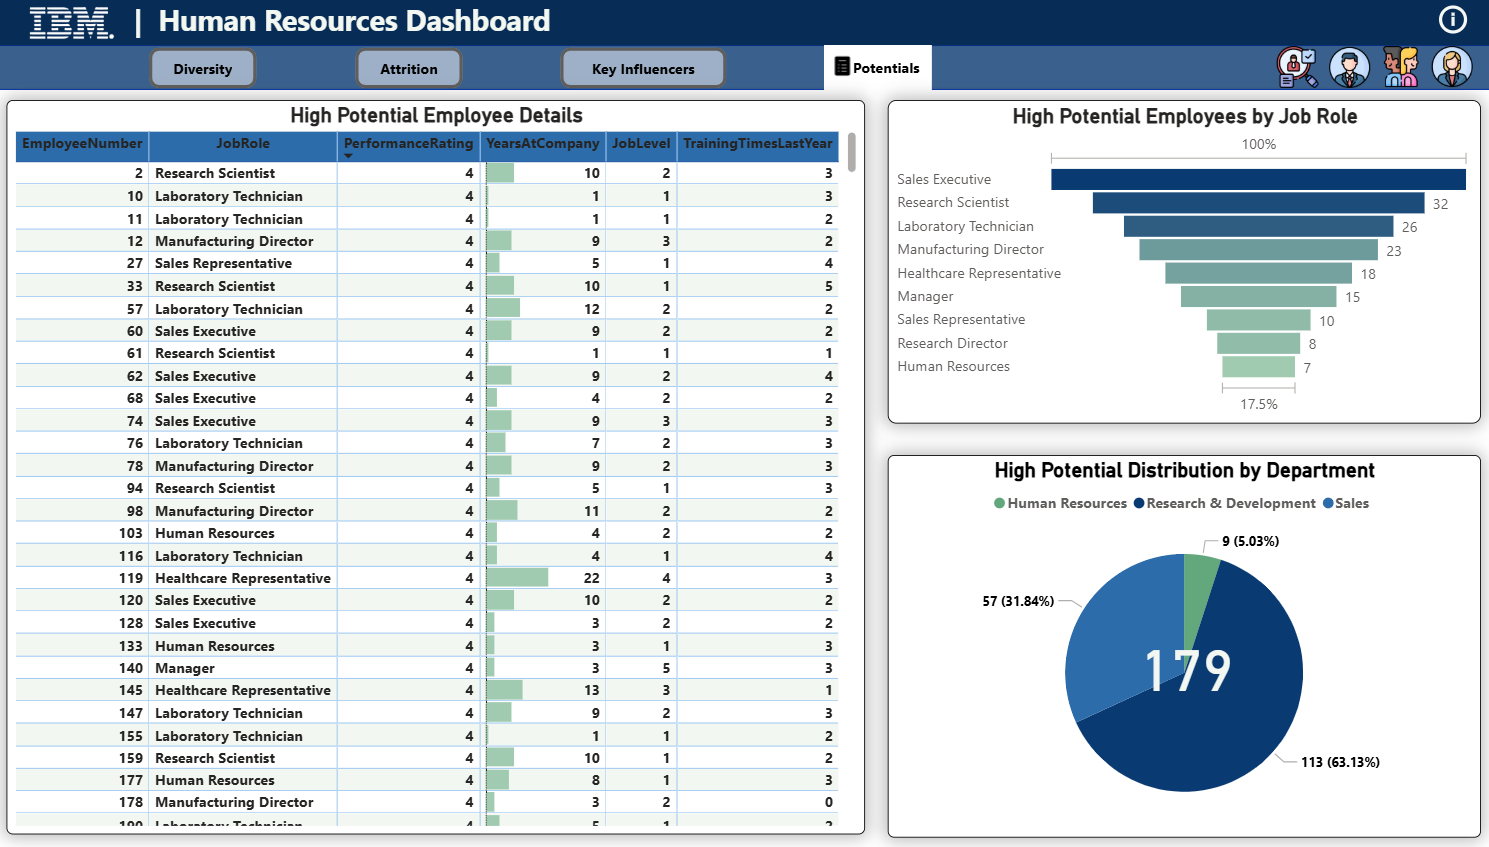 IBM. | Human Resources Dashboard
Diversity
Attrition
Key Influencers
Potentials
High Potential Employee Details
EmployeeNumber JobRole PerformanceRating YearsAtCompany JobLevel TrainingTimesLastYear
2 Research Scientist 4 10 2 3
10 Laboratory Technician 4 1 1 3
11 Laboratory Technician 4 1 1 2
12 Manufacturing Director 4 9 3 2
27 Sales Representative 4 5 1 4
33 Research Scientist 4 10 1 5
57 Laboratory Technician 4 12 2 2
60 Sales Executive 4 9 2 2
61 Research Scientist 4 1 1 1
62 Sales Executive 4 9 2 4
68 Sales Executive 4 4 2 2
74 Sales Executive 4 9 3 3
76 Laboratory Technician 4 7 2 3
78 Manufacturing Director 4 9 2 3
94 Research Scientist 4 5 1 3
98 Manufacturing Director 4 11 2 2
103 Human Resources 4 4 2 2
116 Laboratory Technician 4 4 1 4
119 Healthcare Representative 4 22 4 3
120 Sales Executive 4 10 2 2
128 Sales Executive 4 3 2 2
133 Human Resources 4 3 1 3
140 Manager 4 3 5 3
145 Healthcare Representative 4 13 3 1
147 Laboratory Technician 4 9 2 3
155 Laboratory Technician 4 1 1 2
159 Research Scientist 4 10 1 2
177 Human Resources 4 8 1 3
178 Manufacturing Director 4 3 2 0
Laboratory Technician 4 5 1
High Potential Employees by Job Role
100%
Sales Executive
Research Scientist 32
Laboratory Technician 26
Manufacturing Director 23
Healthcare Representative 18
Manager 15
Sales Representative 10
Research Director 8
Human Resources 7
17.5%
High Potential Distribution by Department
Human Resources Research & Development Sales
9 (5.03%)
57 (31.84%)
179
113 (63.13%)